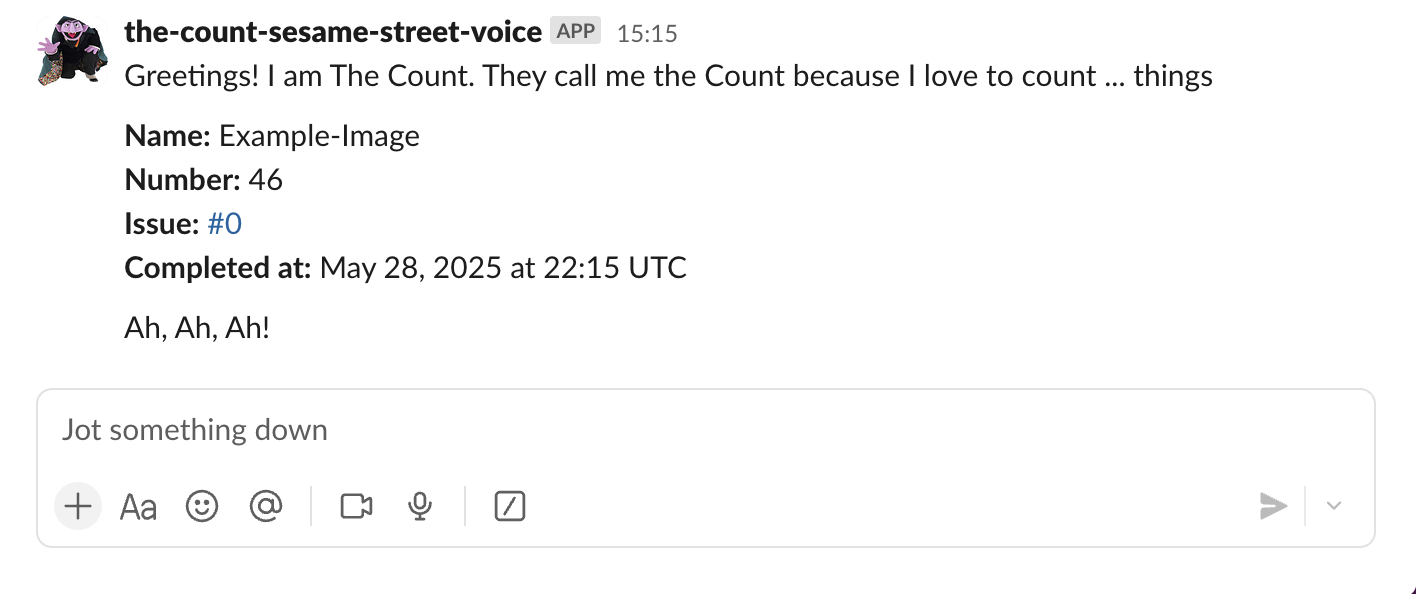 the-count-sesame-street-voice APP 15:15
Greetings! I am The Count. They call me the Count because I love to count ... things
Name: Example-Image
Number: 46
Issue: #0
Completed at: May 28, 2025 at 22:15 UTC
Ah, Ah, Ah!
Jot something down
Aa